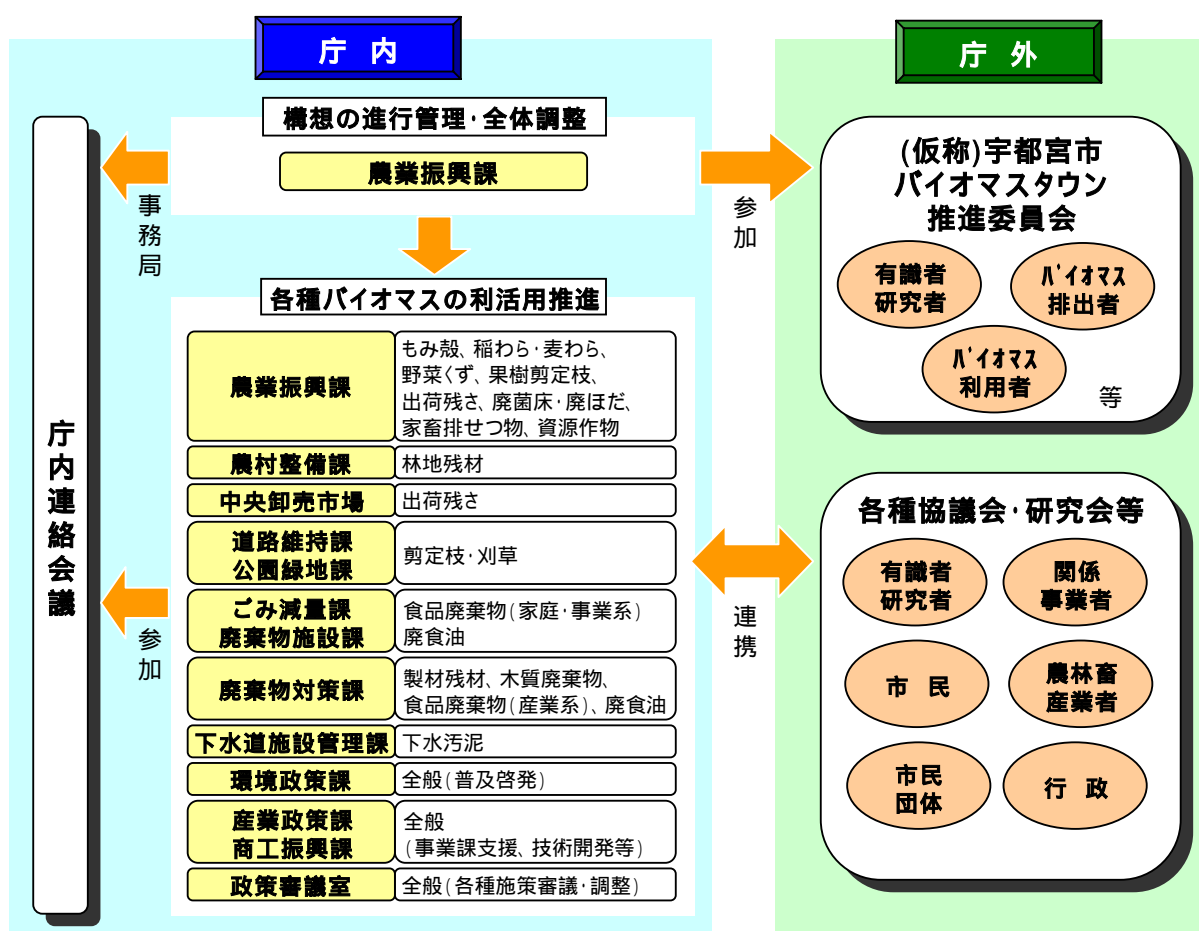 庁 内
構想の進行管理・全体調整
農業振興課
事務局
参加
庁内連絡会議
各種バイオマスの利活用推進
農業振興課
もみ殻、稲わら・麦わら、
野菜くず、果樹剪定枝、
出荷残さ、廃菌床・廃ほだ、
家畜排せつ物、資源作物
農村整備課
林地残材
中央卸売市場
出荷残さ
道路維持課
公園緑地課
剪定枝・刈草
ごみ減量課
廃棄物施設課
食品廃棄物(家庭・事業系)
廃食油
廃棄物対策課
製材残材、木質廃棄物、
食品廃棄物(産業系)、廃食油
下水道施設管理課
下水汚泥
環境政策課
全般(普及啓発)
産業政策課
商工振興課
全般
(事業課支援、技術開発等)
政策審議室
全般(各種施策審議・調整)
参加
連携
庁 外
(仮称)宇都宮市
バイオマスタウン
推進委員会
有識者
研究者
バイオマス
排出者
バイオマス
利用者
等
各種協議会・研究会等
有識者
研究者
関係
事業者
市 民
農林畜
産業者
市民
団体
行 政